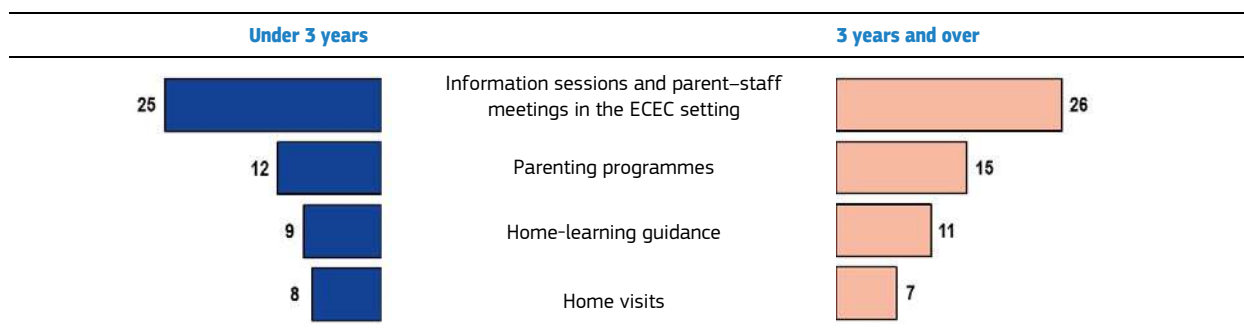 Under 3 years
3 years and over
25
Information sessions and parent–staff
meetings in the ECEC setting
26
12
Parenting programmes
15
9
Home-learning guidance
11
8
Home visits
7